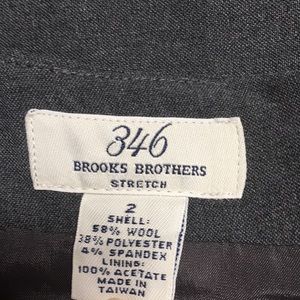 346
BROOKS BROTHERS
STRETCH
2
SHELL:
58% WOOL
38% POLYESTER
4% SPANDEX
LINING:
100% ACETATE
MADE IN
TAIWAN